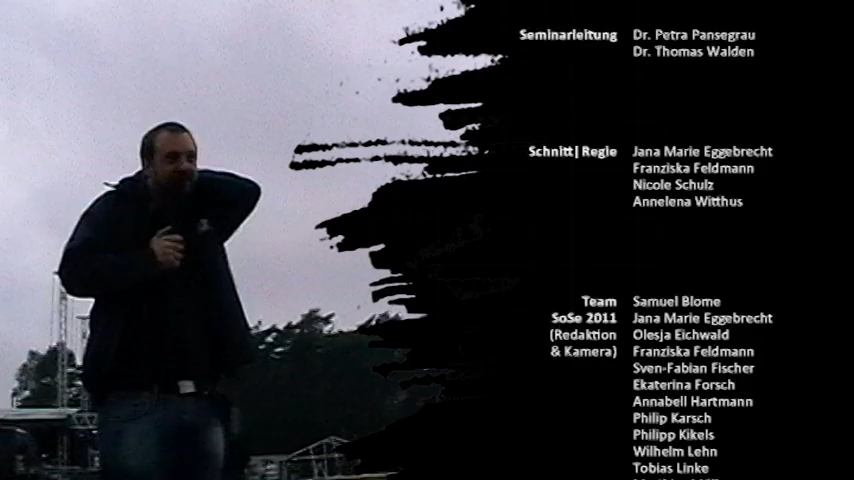 Seminarleitung Dr. Petra Pansegrau
Dr. Thomas Walden
Schnitt|Regie Jana Marie Eggebrecht
Franziska Feldmann
Nicole Schulz
Annelena Witthus
Team Samuel Blome
SoSe 2011 Jana Marie Eggebrecht
(Redaktion Olesja Eichwald
& Kamera) Franziska Feldmann
Sven-Fabian Fischer
Ekaterina Forsch
Annabell Hartmann
Philip Karsch
Philipp Kikels
Wilhelm Lehn
Tobias Linke